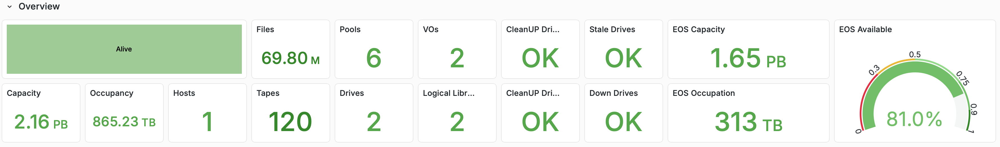 Overview
Alive
Files
69.80 M
Pools
6
VOs
2
CleanUP Dri...
OK
Stale Drives
OK
EOS Capacity
1.65 PB
EOS Available
0
0.3
0.5
0.75
0.9
1
81.0%
Capacity
2.16 PB
Occupancy
865.23 TB
Hosts
1
Tapes
120
Drives
2
Logical Libr...
2
CleanUP Dri...
OK
Down Drives
OK
EOS Occupation
313 TB